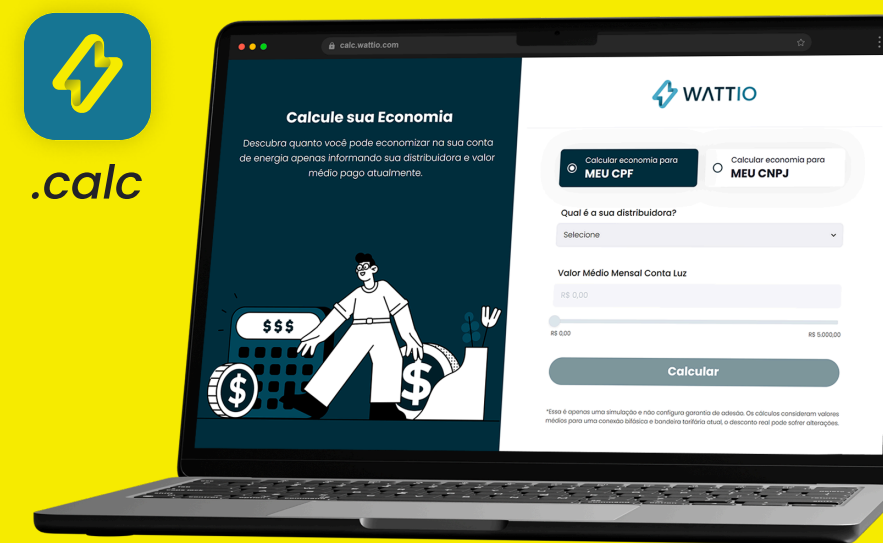 .calc
calc.wattio.com
Calcule sua Economia
Descubra quanto você pode economizar na sua conta
de energia apenas informando sua distribuidora e valor
médio pago atualmente.
$$$
$
$
WATTIO
Calcular economia para
MEU CPF
Calcular economia para
MEU CNPJ
Qual é a sua distribuidora?
Selecione
Valor Médio Mensal Conta Luz
R$ 0,00
R$ 0,00
R$ 5.000,00
Calcular
*Essa é apenas uma simulação e não configura garantia de adesão. Os cálculos consideram valores
médios para uma conexão bifásica e bandeira tarifária atual, o desconto real pode sofrer alterações.